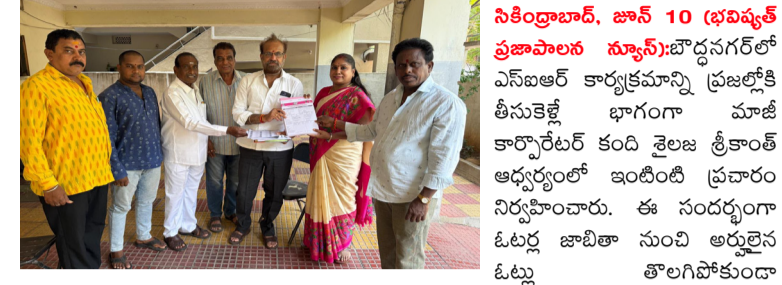 సికింద్రాబాద్, జూన్ 10 (భవిష్యత్
ప్రజాపాలన న్యూస్):బౌద్ధనగర్‌లో
ఎస్ఐఆర్ కార్యక్రమాన్ని ప్రజల్లోకి
తీసుకెళ్లే భాగంగా మాజీ
కార్పొరేటర్ కంది శైలజ శ్రీకాంత్
ఆధ్వర్యంలో ఇంటింటి ప్రచారం
నిర్వహించారు. ఈ సందర్భంగా
ఓటర్ల జాబితా నుంచి అర్హులైన
ఓట్లు తొలగిపోకుండా